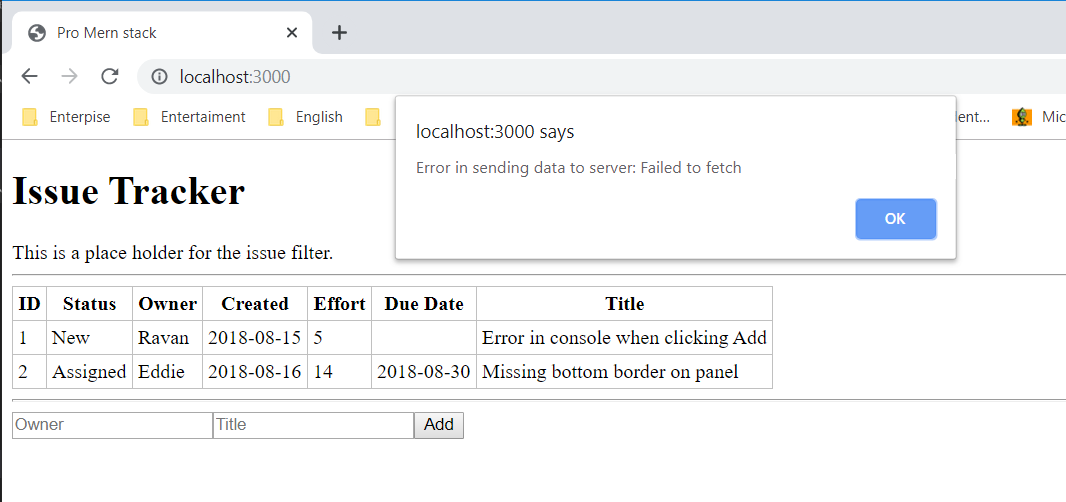 Pro Mern stack
localhost:3000
Enterpise
Entertaiment
English
lent...
Mic
localhost:3000 says
Error in sending data to server: Failed to fetch
OK
Issue Tracker
This is a place holder for the issue filter.
ID Status Owner Created Effort Due Date Title
1 New Ravan 2018-08-15 5 Error in console when clicking Add
2 Assigned Eddie 2018-08-16 14 2018-08-30 Missing bottom border on panel
Owner Title Add